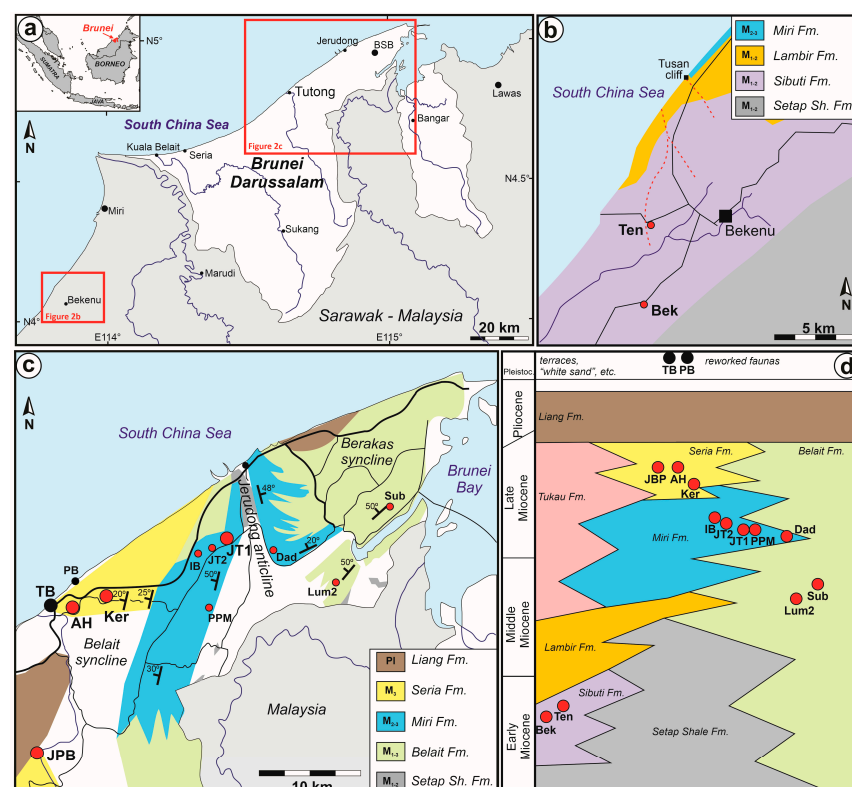 a
Brunei
N5°
SUMATRA
BORNEO
JAVA
Jerudong
BSB
Tutong
Lawas
Bangar
South China Sea
Figure 2c
Kuala Belait
Seria
Brunei
Darussalam
N
N4.5°
Miri
Sukang
Marudi
Bekenu
Figure 2b
Sarawak - Malaysia
N4°
E114°
E115°
20 km
b
M2-3 Miri Fm.
M1-3 Lambir Fm.
M1-2 Sibuti Fm.
M1-2 Setap Sh. Fm.
Tusan
cliff
South China Sea
Ten
Bekenu
Bek
N
5 km
c
N
South China Sea
Berakas
syncline
Brunei
Bay
Jerudong anticline
48°
Sub
50°
JT1
IB
JT2
Dad
20°
50°
50°
Lum2
PB
TB
20°
25°
AH
Ker
PPM
Belait
syncline
30°
Malaysia
JPB
Pl Liang Fm.
M3 Seria Fm.
M2-3 Miri Fm.
M1-3 Belait Fm.
M1-2 Setap Sh. Fm.
10 km
d
Pleistoc.
terraces,
"white sand", etc.
TB PB
reworked faunas
Pliocene
Liang Fm.
Late
Miocene
Seria Fm.
Belait Fm.
JBP AH
Ker
Tukau Fm.
IB
JT2
JT1 PPM
Dad
Miri Fm.
Middle
Miocene
Sub
Lum2
Lambir Fm.
Early
Miocene
Sibuti Fm.
Ten
Bek
Setap Shale Fm.